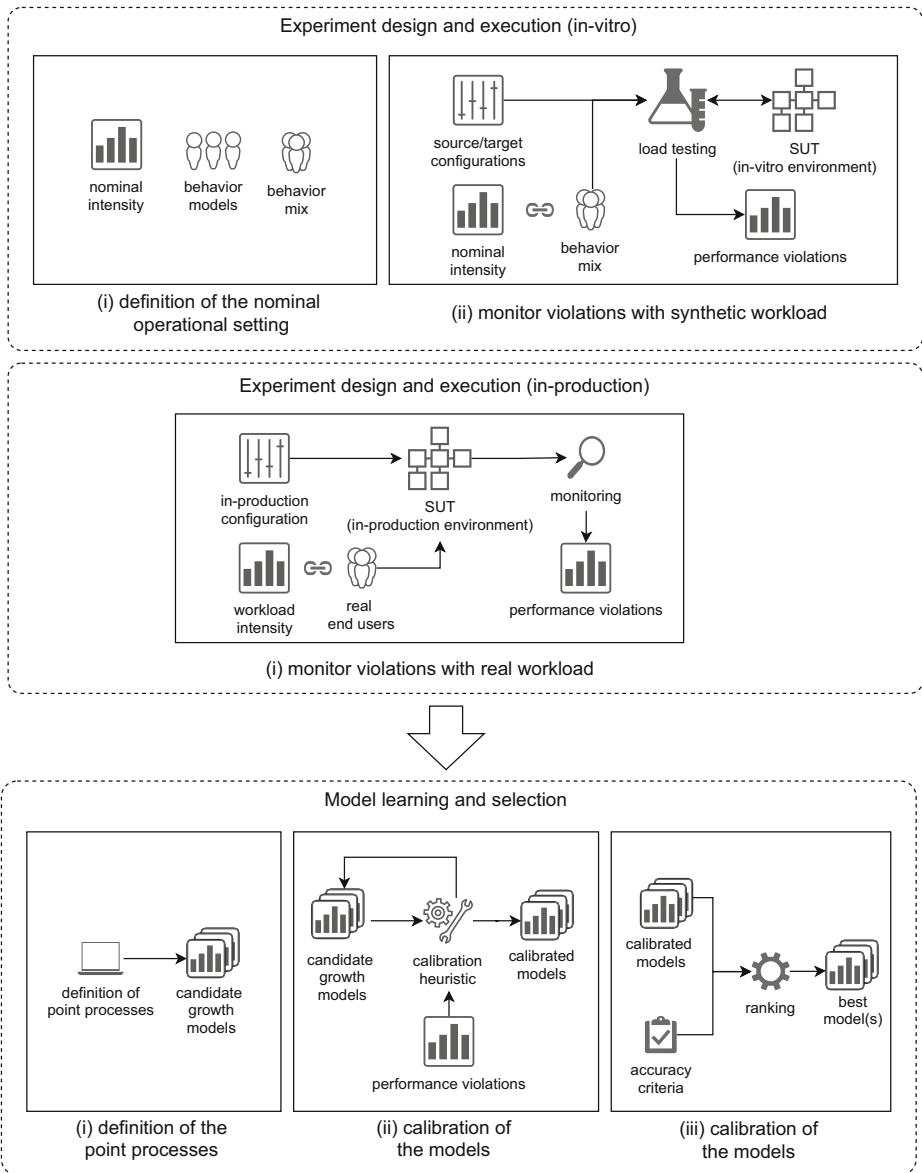 Experiment design and execution (in-vitro)
nominal
intensity
behavior
models
behavior
mix
(i) definition of the nominal
operational setting
source/target
configurations
load testing
SUT
(in-vitro environment)
nominal
intensity
behavior
mix
performance violations
(ii) monitor violations with synthetic workload
Experiment design and execution (in-production)
in-production
configuration
SUT
(in-production environment)
monitoring
workload
intensity
real
end users
performance violations
(i) monitor violations with real workload
Model learning and selection
definition of
point processes
candidate
growth
models
(i) definition of the
point processes
candidate
growth
models
calibration
heuristic
calibrated
models
performance violations
(ii) calibration of
the models
calibrated
models
ranking
best
model(s)
accuracy
criteria
(iii) calibration of
the models